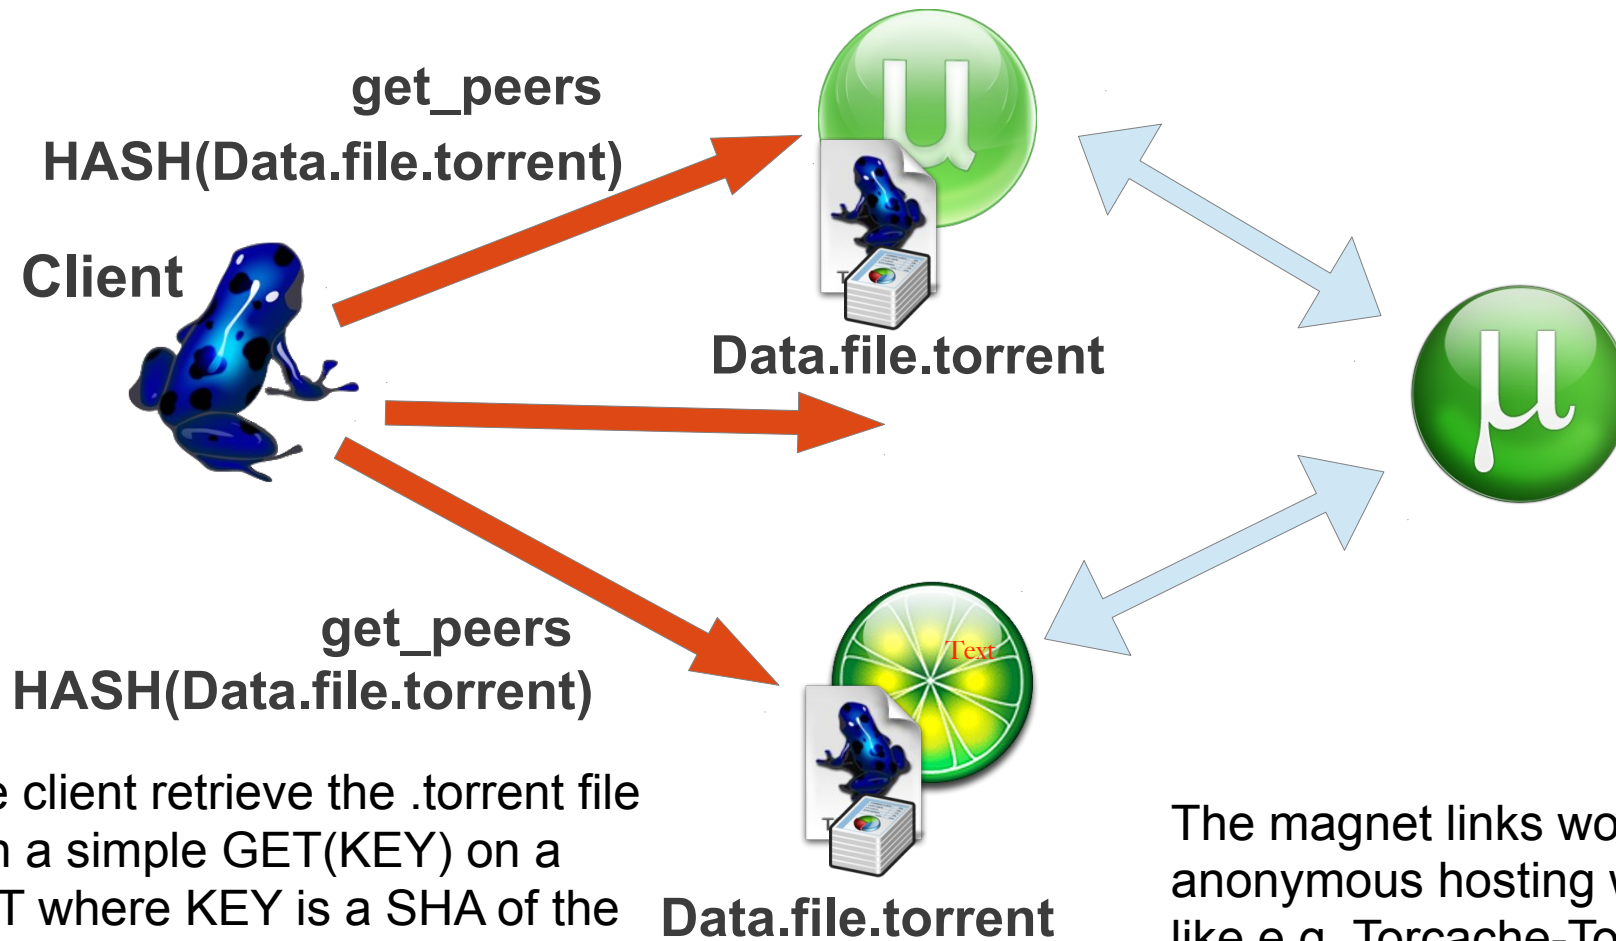 get_peers
HASH(Data.file.torrent)
Client
µ
Data.file.torrent
µ
get_peers
HASH(Data.file.torrent)
Text
client retrieve the .torrent file
a simple GET(KEY) on a
where KEY is a SHA of the
Data.file.torrent
The magnet links
anonymous hosting
like e.g. Torcache-